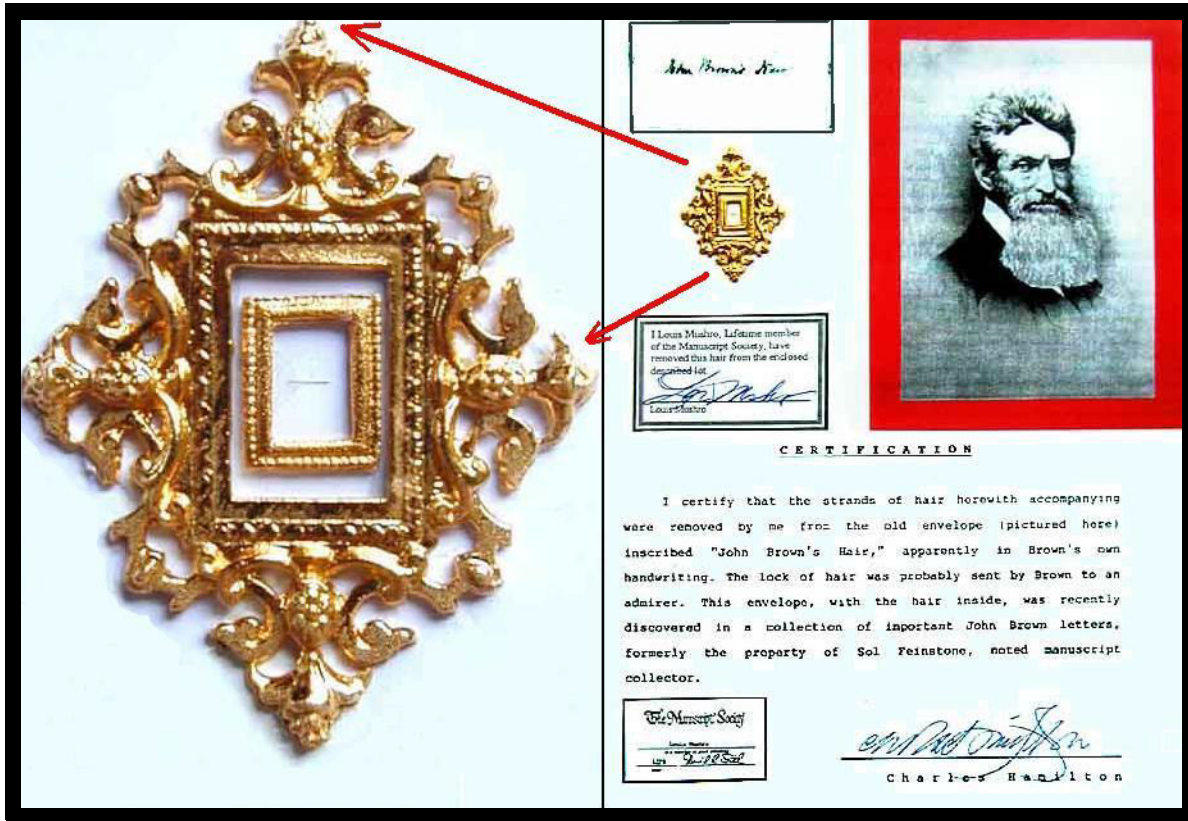 John Brown's Hair
I Louis Mushro, Lifetime member
of the Manuscript Society, have
removed this hair from the enclosed
described lot.
Louis Mushro
CERTIFICATION
I certify that the strands of hair herewith accompanying
were removed by me from the old envelope (pictured here)
inscribed "John Brown's Hair," apparently in Brown's own
handwriting. The lock of hair was probably sent by Brown to an
admirer. This envelope, with the hair inside, was recently
discovered in a collection of important John Brown letters,
formerly the property of Sol Feinstone, noted manuscript
collector.
The Manuscript Society
Louis Mushro
Charles Hamilton